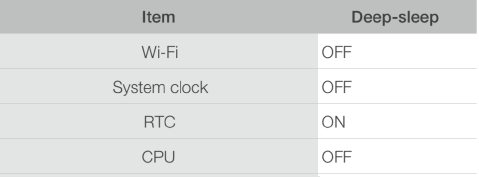 Item Deep-sleep
Wi-Fi OFF
System clock OFF
RTC ON
CPU OFF